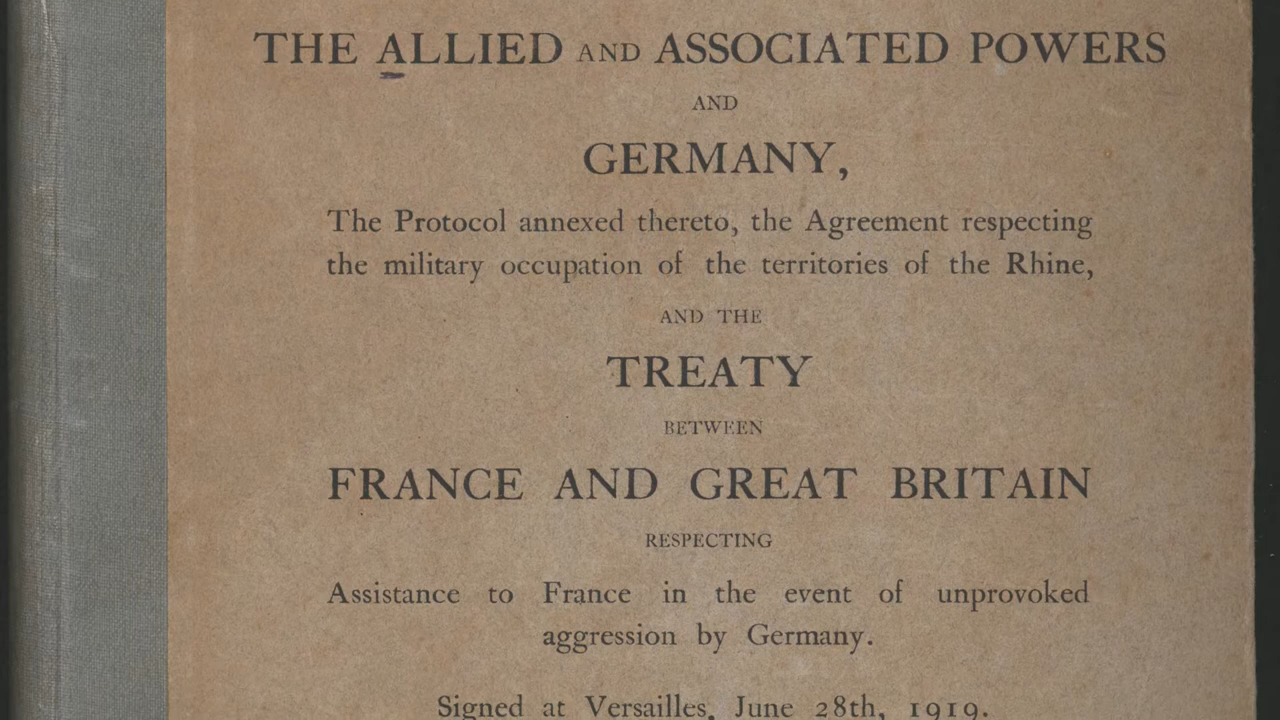 THE ALLIED AND ASSOCIATED POWERS
AND
GERMANY,
The Protocol annexed thereto, the Agreement respecting
the military occupation of the territories of the Rhine,
AND THE
TREATY
BETWEEN
FRANCE AND GREAT BRITAIN
RESPECTING
Assistance to France in the event of unprovoked
aggression by Germany.
Signed at Versailles, June 28th, 1919.